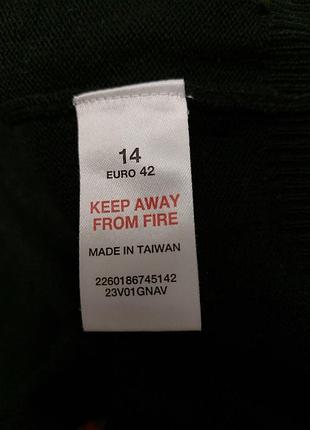 14
EURO 42
KEEP AWAY
FROM FIRE
MADE IN TAIWAN
2260186745142
23V01GNAV